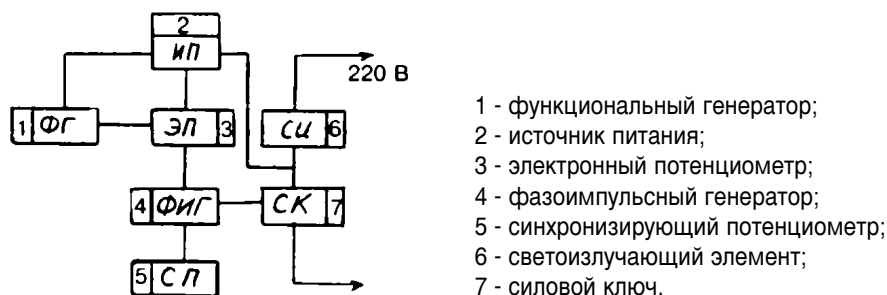 2
ИП
220 В
1 ФГ
ЭП 3
СИ 6
4 ФИГ
СК 7
5 СП
1 - функциональный генератор;
2 - источник питания;
3 - электронный потенциометр;
4 - фазоимпульсный генератор;
5 - синхронизирующий потенциометр;
6 - светоизлучающий элемент;
7 - силовой ключ.